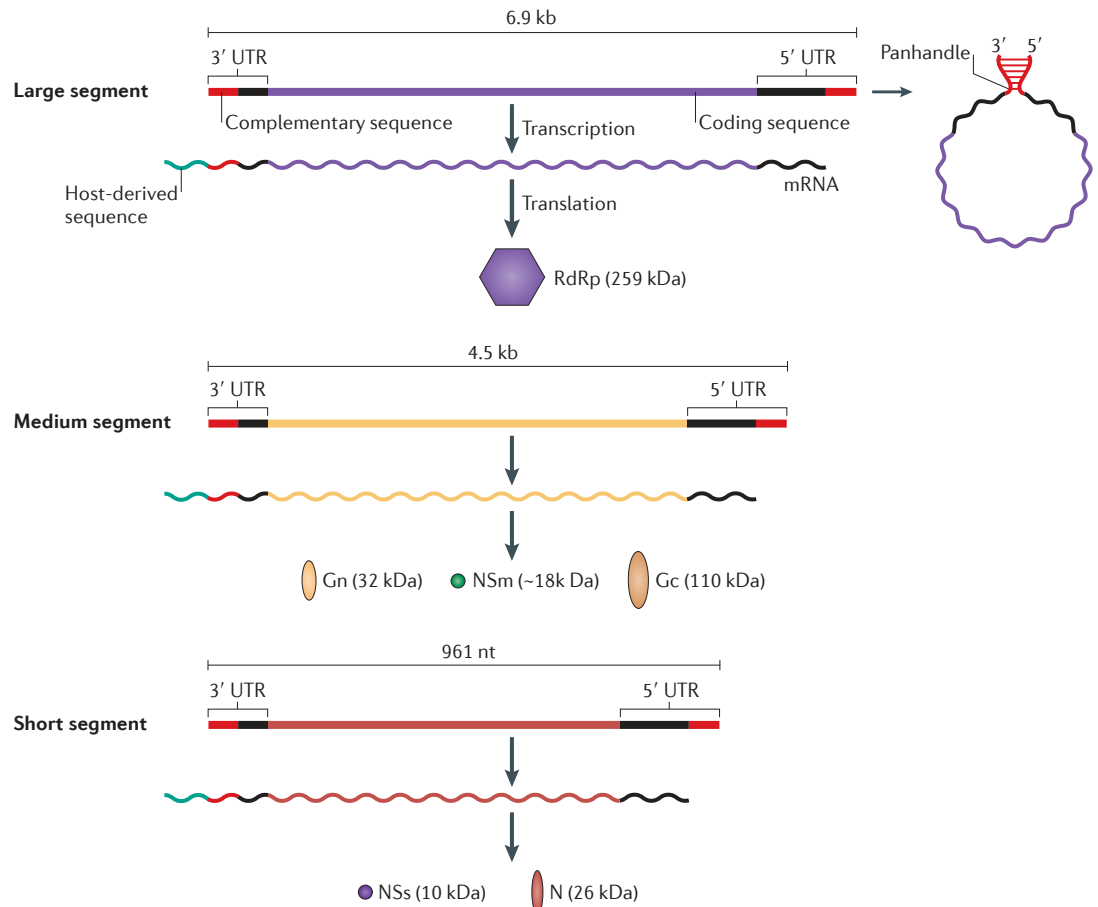 6.9 kb
3′ UTR
5′ UTR
3′ 5′
Panhandle
Large segment
Complementary sequence
Transcription
Coding sequence
mRNA
Host-derived
sequence
Translation
RdRp (259 kDa)
4.5 kb
3′ UTR
5′ UTR
Medium segment
Gn (32 kDa)
NSm (~18k Da)
Gc (110 kDa)
961 nt
3′ UTR
5′ UTR
Short segment
NSs (10 kDa)
N (26 kDa)